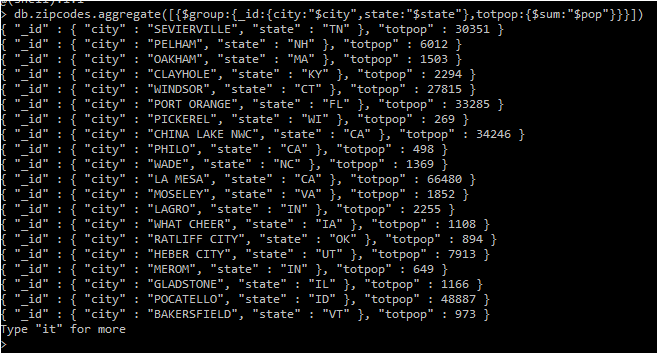 > db.zipcodes.aggregate([{$group:{_id:{city:"$city",state:"$state"},totpop:{$sum:"$pop"}}}])
{ "_id" : { "city" : "SEVIERVILLE", "state" : "TN" }, "totpop" : 30351 }
{ "_id" : { "city" : "PELHAM", "state" : "NH" }, "totpop" : 6012 }
{ "_id" : { "city" : "OAKHAM", "state" : "MA" }, "totpop" : 1503 }
{ "_id" : { "city" : "CLAYHOLE", "state" : "KY" }, "totpop" : 2294 }
{ "_id" : { "city" : "WINDSOR", "state" : "CT" }, "totpop" : 27815 }
{ "_id" : { "city" : "PORT ORANGE", "state" : "FL" }, "totpop" : 33285 }
{ "_id" : { "city" : "PICKEREL", "state" : "WI" }, "totpop" : 269 }
{ "_id" : { "city" : "CHINA LAKE NWC", "state" : "CA" }, "totpop" : 34246 }
{ "_id" : { "city" : "PHILO", "state" : "CA" }, "totpop" : 498 }
{ "_id" : { "city" : "WADE", "state" : "NC" }, "totpop" : 1369 }
{ "_id" : { "city" : "LA MESA", "state" : "CA" }, "totpop" : 66480 }
{ "_id" : { "city" : "MOSELEY", "state" : "VA" }, "totpop" : 1852 }
{ "_id" : { "city" : "LAGRO", "state" : "IN" }, "totpop" : 2255 }
{ "_id" : { "city" : "WHAT CHEER", "state" : "IA" }, "totpop" : 1108 }
{ "_id" : { "city" : "RATLIFF CITY", "state" : "OK" }, "totpop" : 894 }
{ "_id" : { "city" : "HEBER CITY", "state" : "UT" }, "totpop" : 7913 }
{ "_id" : { "city" : "MEROM", "state" : "IN" }, "totpop" : 649 }
{ "_id" : { "city" : "GLADSTONE", "state" : "IL" }, "totpop" : 1166 }
{ "_id" : { "city" : "POCATELLO", "state" : "ID" }, "totpop" : 48887 }
{ "_id" : { "city" : "BAKERSFIELD", "state" : "VT" }, "totpop" : 973 }
Type "it" for more
>